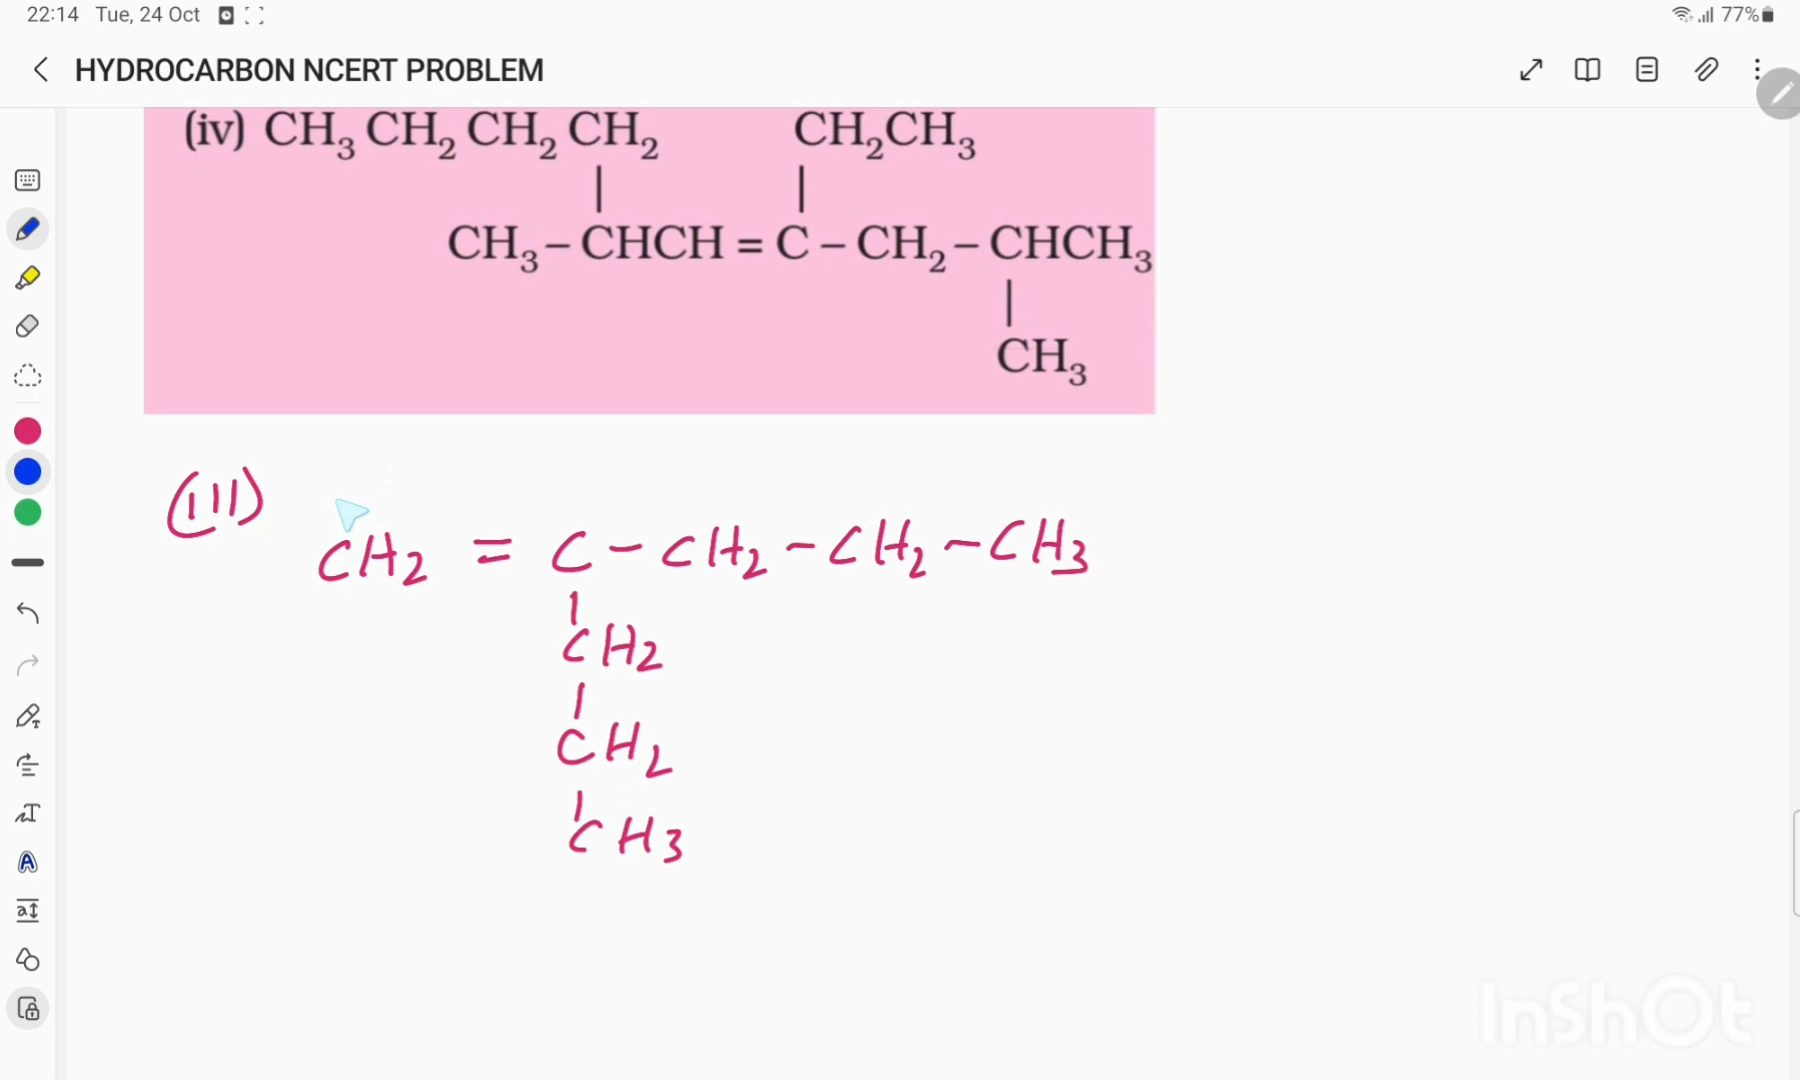 22:14 Tue, 24 Oct 77%
HYDROCARBON NCERT PROBLEM
(iv) CH₃ CH₂ CH₂ CH₂ CH₂CH₃
| |
CH₃ – CHCH = C – CH₂ – CHCH₃
|
CH₃
(III)
CH₂ = C – CH₂ – CH₂ – CH₃
|
CH₂
|
CH₂
|
CH₃
InShOt